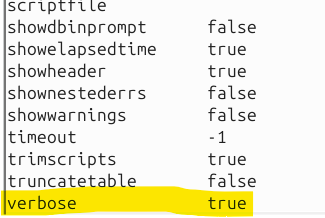 scriptfile
showdbinprompt false
showelapsedtime true
showheader true
shownestederrs false
showwarnings false
timeout -1
trimscripts true
truncatetable false
verbose true